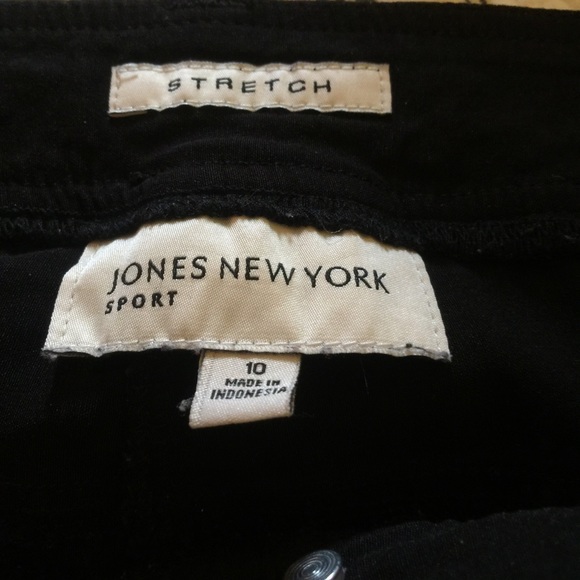 STRETCH
JONES NEW YORK
SPORT
10
MADE IN
INDONESIA